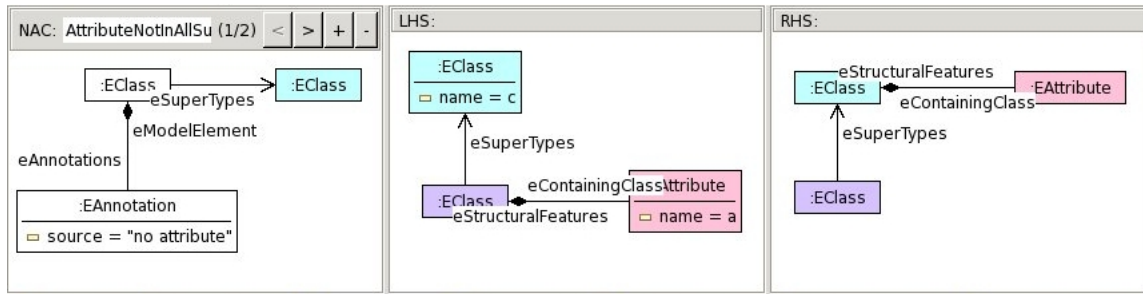 NAC: AttributeNotInAllSu (1/2) < > + -
:EClass
:EClass
eSuperTypes
eModelElement
eAnnotations
:EAnnotation
source = "no attribute"
LHS:
:EClass
name = c
eSuperTypes
eContainingClass
:EClass
eStructuralFeatures
name = a
RHS:
eStructuralFeatures
:EClass
:EAttribute
eContainingClass
eSuperTypes
:EClass